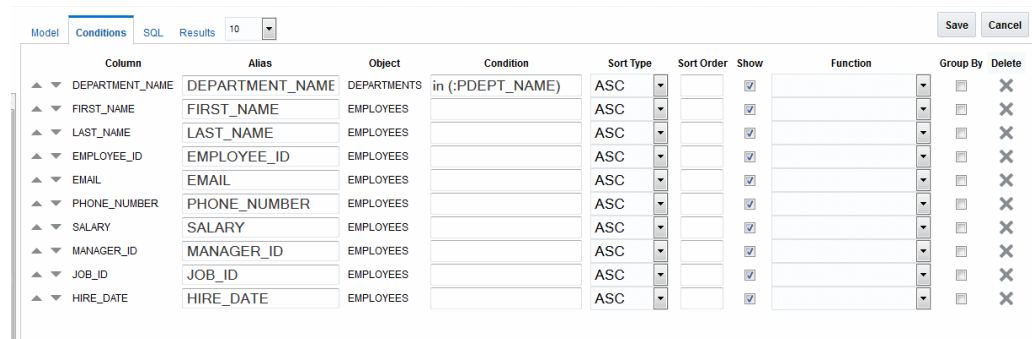 Model Conditions SQL Results 10 Save Cancel
Column Alias Object Condition Sort Type Sort Order Show Function Group By Delete
DEPARTMENT_NAME DEPARTMENT_NAME DEPARTMENTS in (:PDEPT_NAME) ASC
FIRST_NAME FIRST_NAME EMPLOYEES ASC
LAST_NAME LAST_NAME EMPLOYEES ASC
EMPLOYEE_ID EMPLOYEE_ID EMPLOYEES ASC
EMAIL EMAIL EMPLOYEES ASC
PHONE_NUMBER PHONE_NUMBER EMPLOYEES ASC
SALARY SALARY EMPLOYEES ASC
MANAGER_ID MANAGER_ID EMPLOYEES ASC
JOB_ID JOB_ID EMPLOYEES ASC
HIRE_DATE HIRE_DATE EMPLOYEES ASC